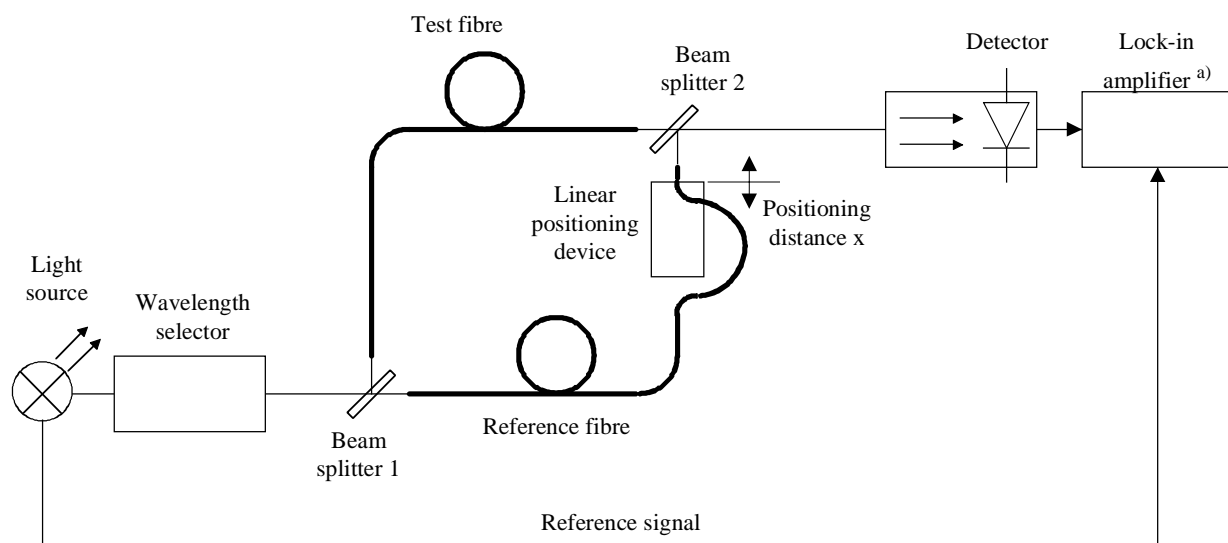 Test fibre
Beam
splitter 2
Detector
Lock-in
amplifier a)
Linear
positioning
device
Positioning
distance x
Light
source
Wavelength
selector
Reference fibre
Beam
splitter 1
Reference signal